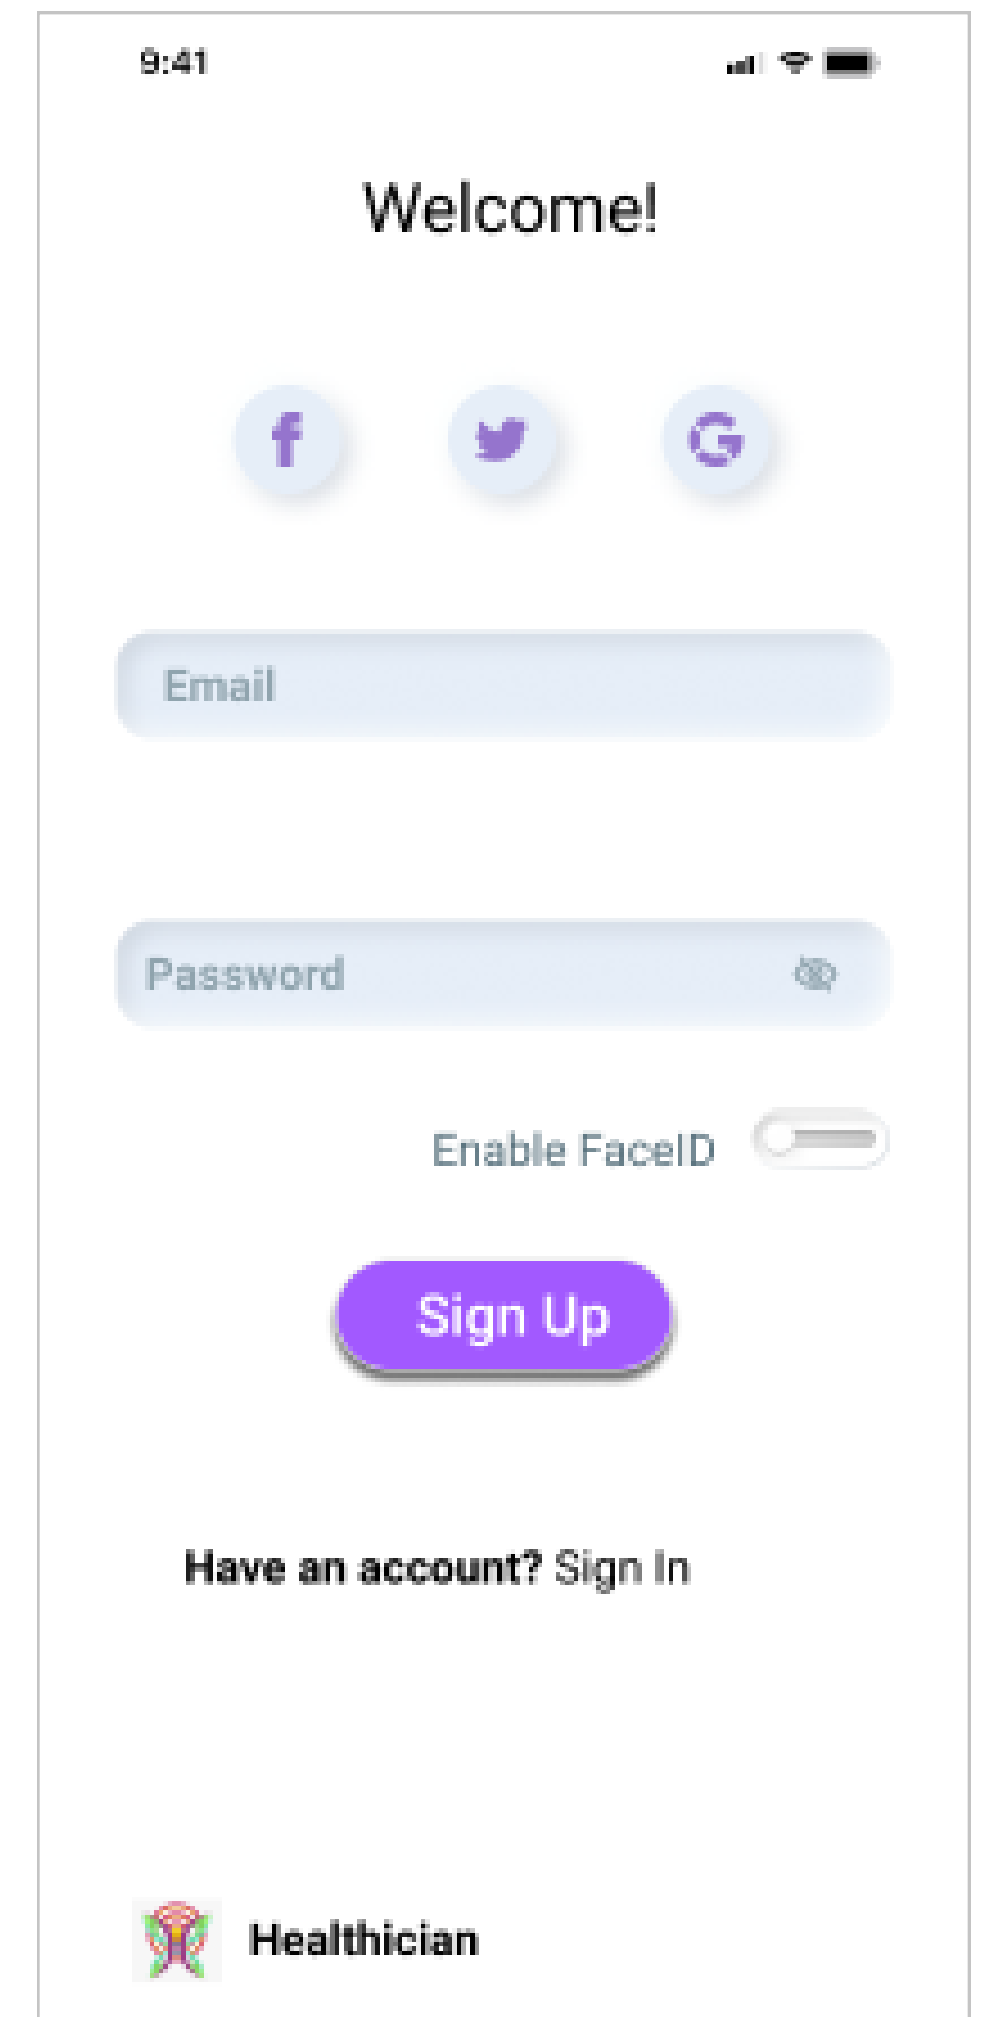 9:41
Welcome!
Email
Password
Enable FaceID
Sign Up
Have an account? Sign In
Healthician